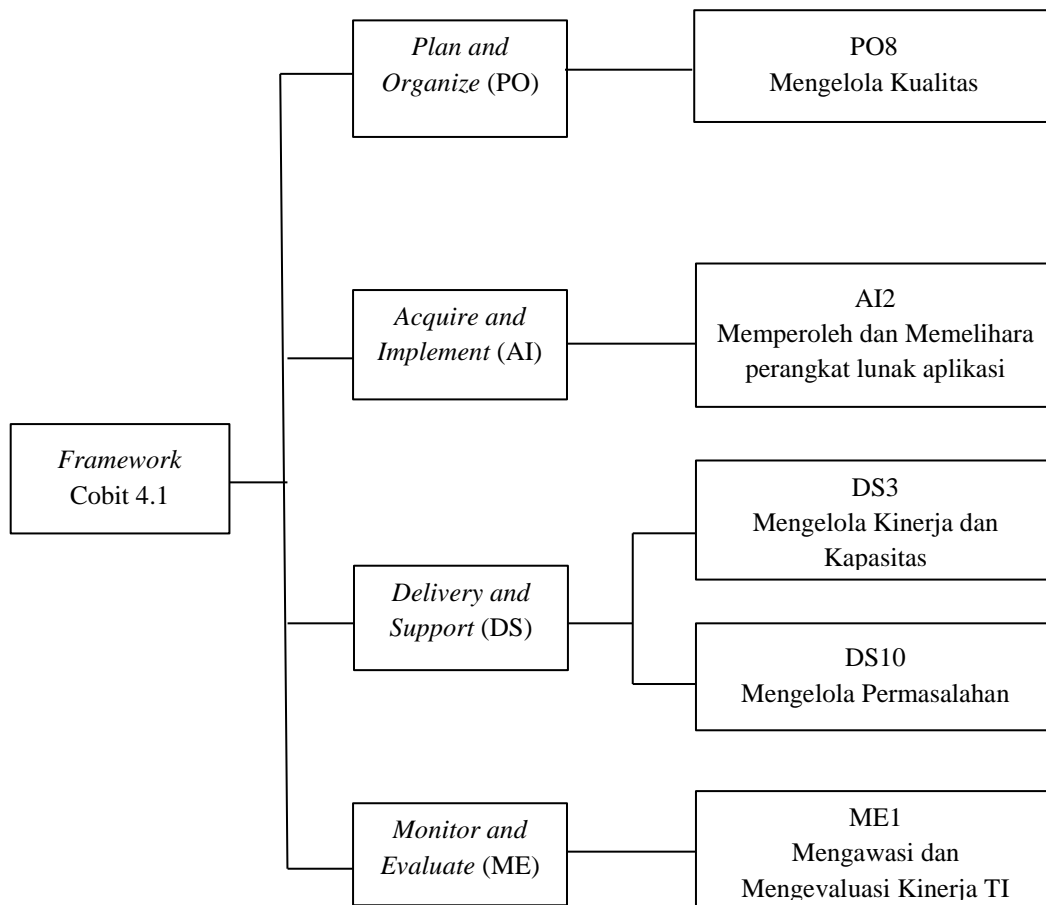 Plan and
Organize (PO)
PO8
Mengelola Kualitas
Acquire and
Implement (AI)
AI2
Memperoleh dan Memelihara
perangkat lunak aplikasi
Framework
Cobit 4.1
Delivery and
Support (DS)
DS3
Mengelola Kinerja dan
Kapasitas
DS10
Mengelola Permasalahan
Monitor and
Evaluate (ME)
ME1
Mengawasi dan
Mengevaluasi Kinerja TI